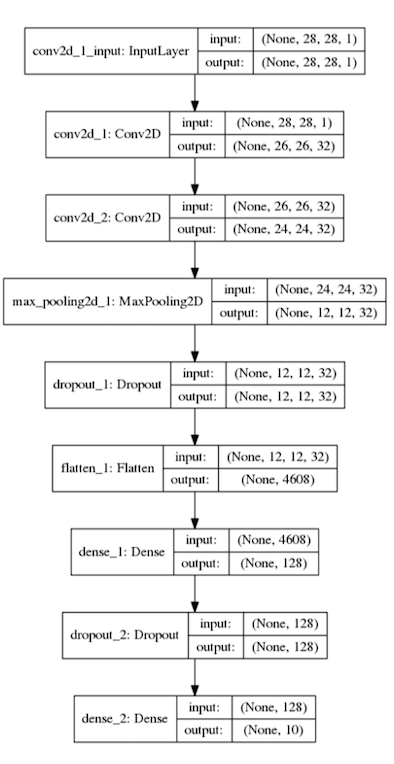 conv2d_1_input: InputLayer
input: (None, 28, 28, 1)
output: (None, 28, 28, 1)
conv2d_1: Conv2D
input: (None, 28, 28, 1)
output: (None, 26, 26, 32)
conv2d_2: Conv2D
input: (None, 26, 26, 32)
output: (None, 24, 24, 32)
max_pooling2d_1: MaxPooling2D
input: (None, 24, 24, 32)
output: (None, 12, 12, 32)
dropout_1: Dropout
input: (None, 12, 12, 32)
output: (None, 12, 12, 32)
flatten_1: Flatten
input: (None, 12, 12, 32)
output: (None, 4608)
dense_1: Dense
input: (None, 4608)
output: (None, 128)
dropout_2: Dropout
input: (None, 128)
output: (None, 128)
dense_2: Dense
input: (None, 128)
output: (None, 10)